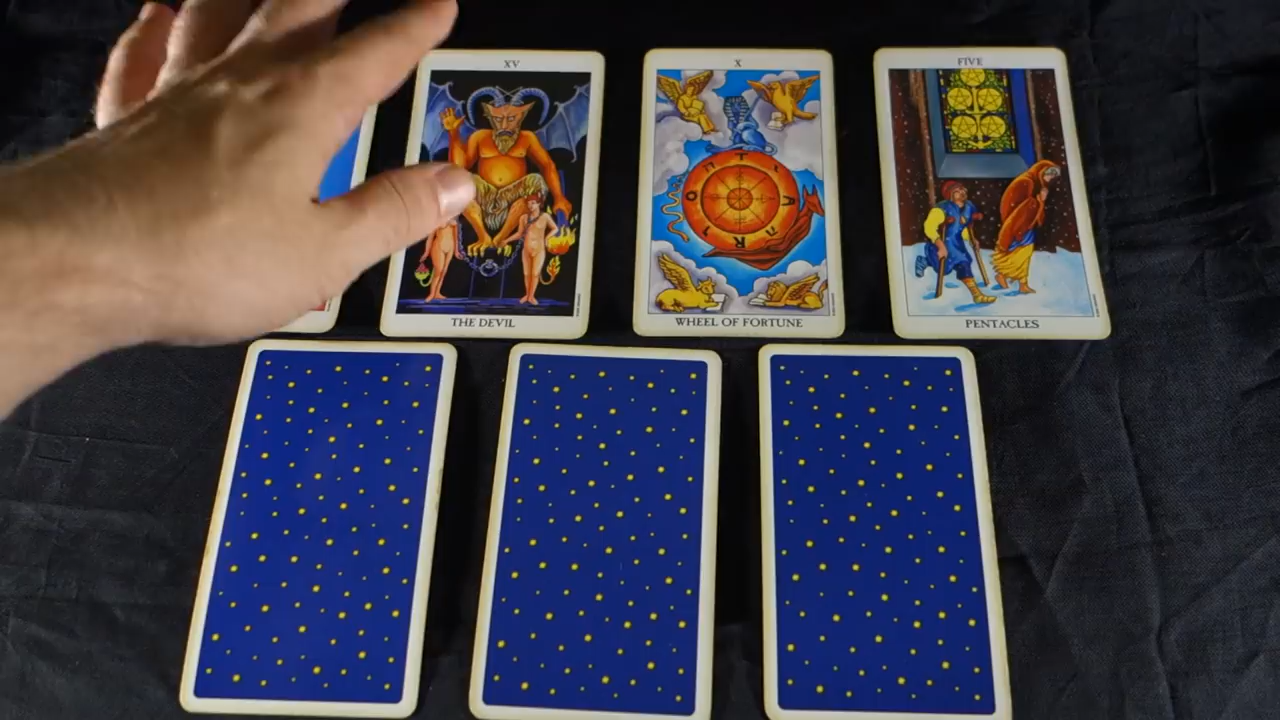 XV
THE DEVIL
X
WHEEL OF FORTUNE
FIVE
PENTACLES